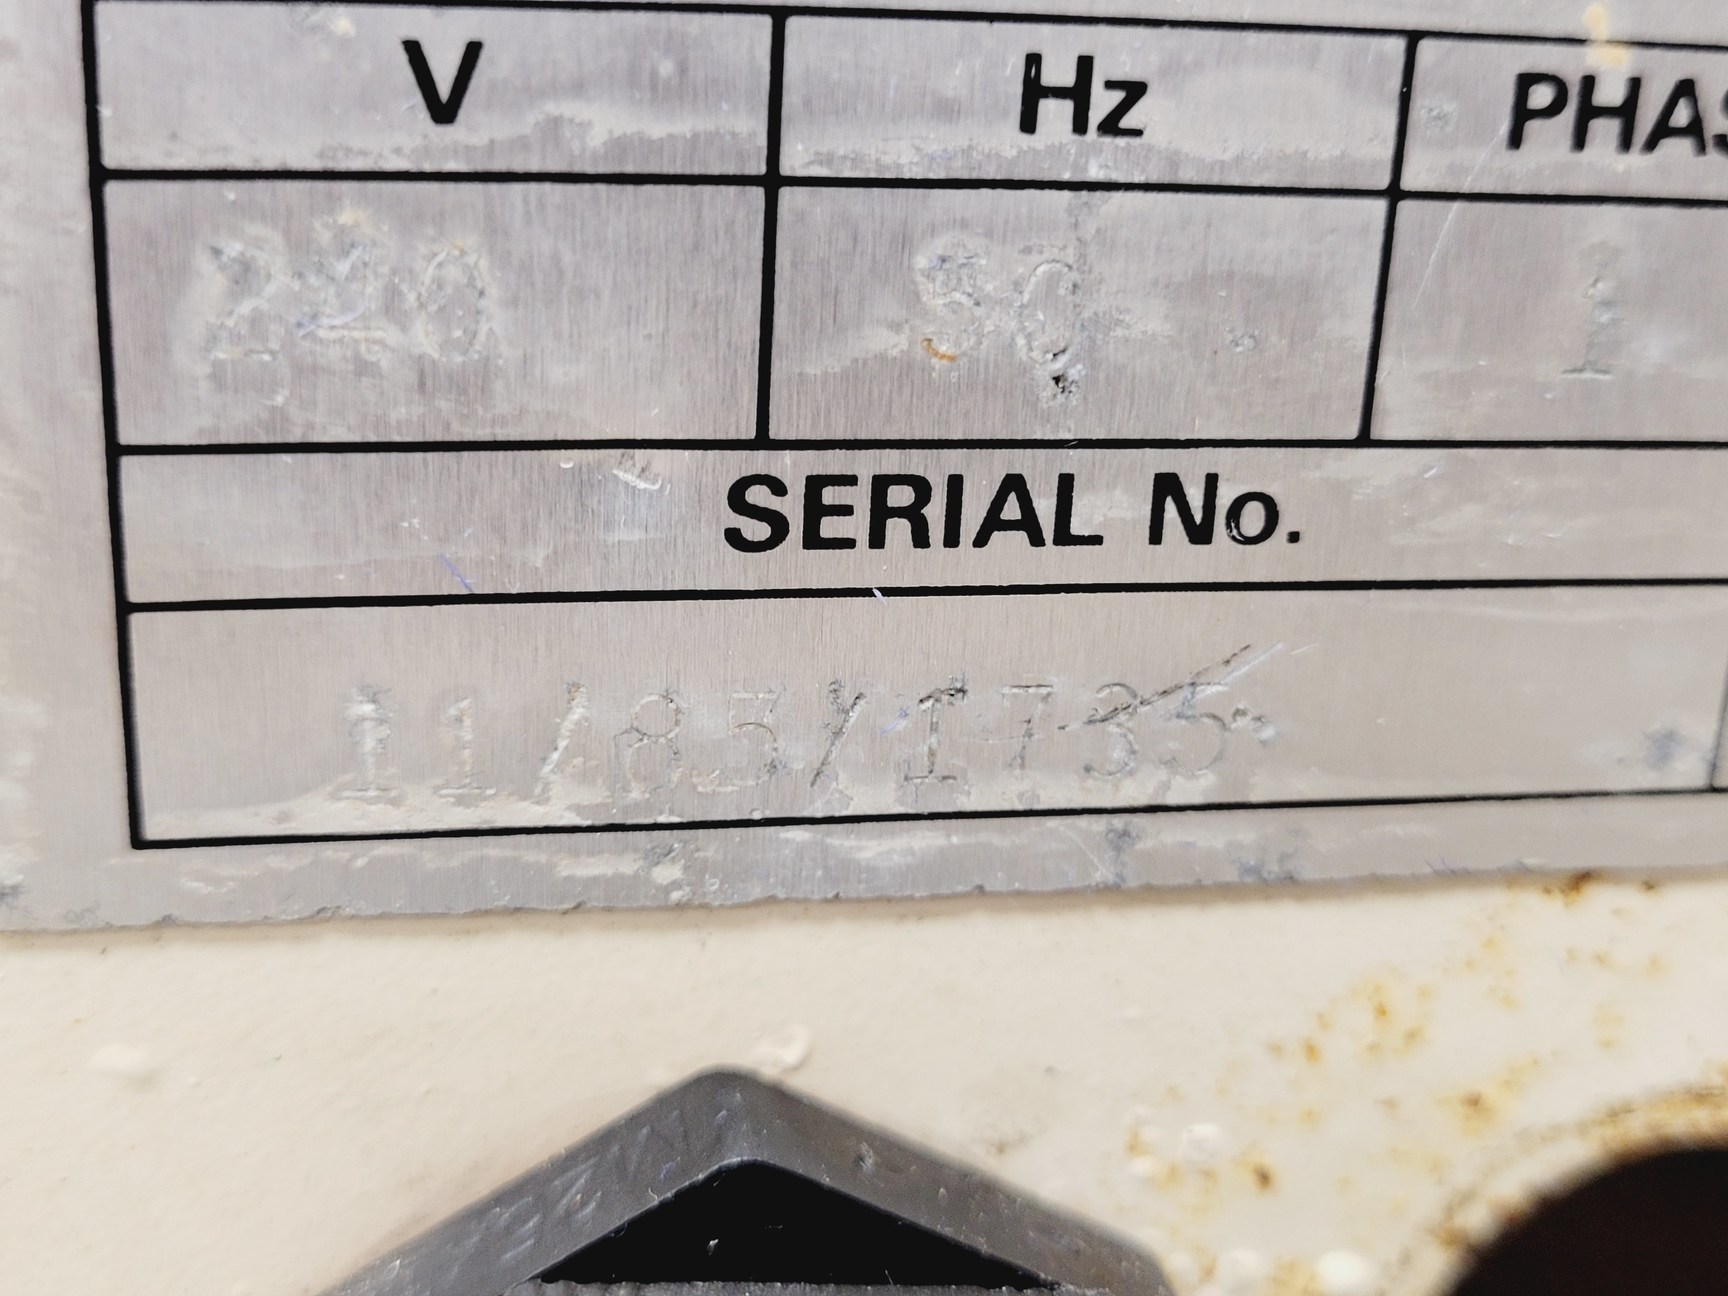 V Hz PHAS
220 50 1
SERIAL No.
11/85/1735